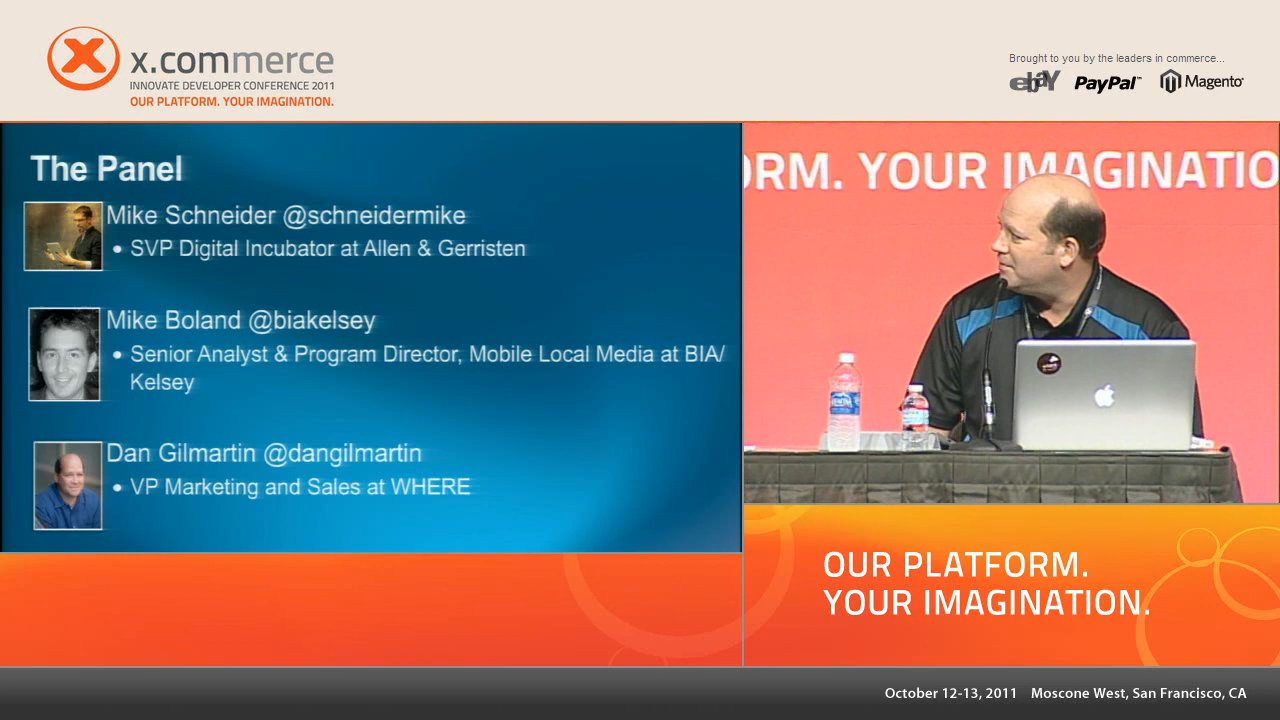 x.commerce
INNOVATE DEVELOPER CONFERENCE 2011
OUR PLATFORM. YOUR IMAGINATION.
Brought to you by the leaders in commerce...
ebaY PayPal™ Magento®
The Panel
Mike Schneider @schneidermike
• SVP Digital Incubator at Allen & Gerristen
Mike Boland @biakelsey
• Senior Analyst & Program Director, Mobile Local Media at BIA/
Kelsey
Dan Gilmartin @dangilmartin
• VP Marketing and Sales at WHERE
ORM. YOUR IMAGINATIO
OUR PLATFORM.
YOUR IMAGINATION.
October 12-13, 2011 Moscone West, San Francisco, CA